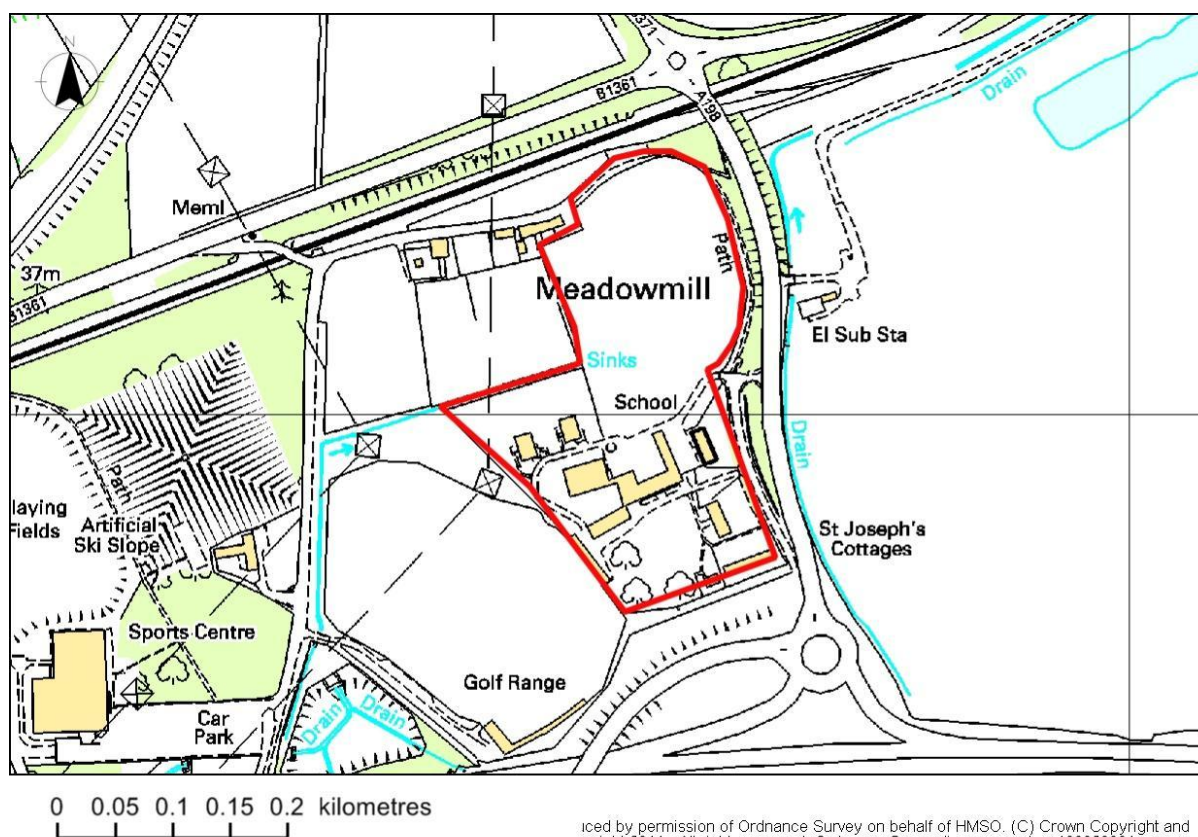 N
A198
B1361
Drain
Meml
37m
B1361
Path
Meadowmill
El Sub Sta
Sinks
School
Drain
Path
laying
Fields
Artificial
Ski Slope
St Joseph's
Cottages
Sports Centre
Golf Range
Car
Park
Drain
Drain
0 0.05 0.1 0.15 0.2 kilometres
uced by permission of Ordnance Survey on behalf of HMSO. (C) Crown Copyright and